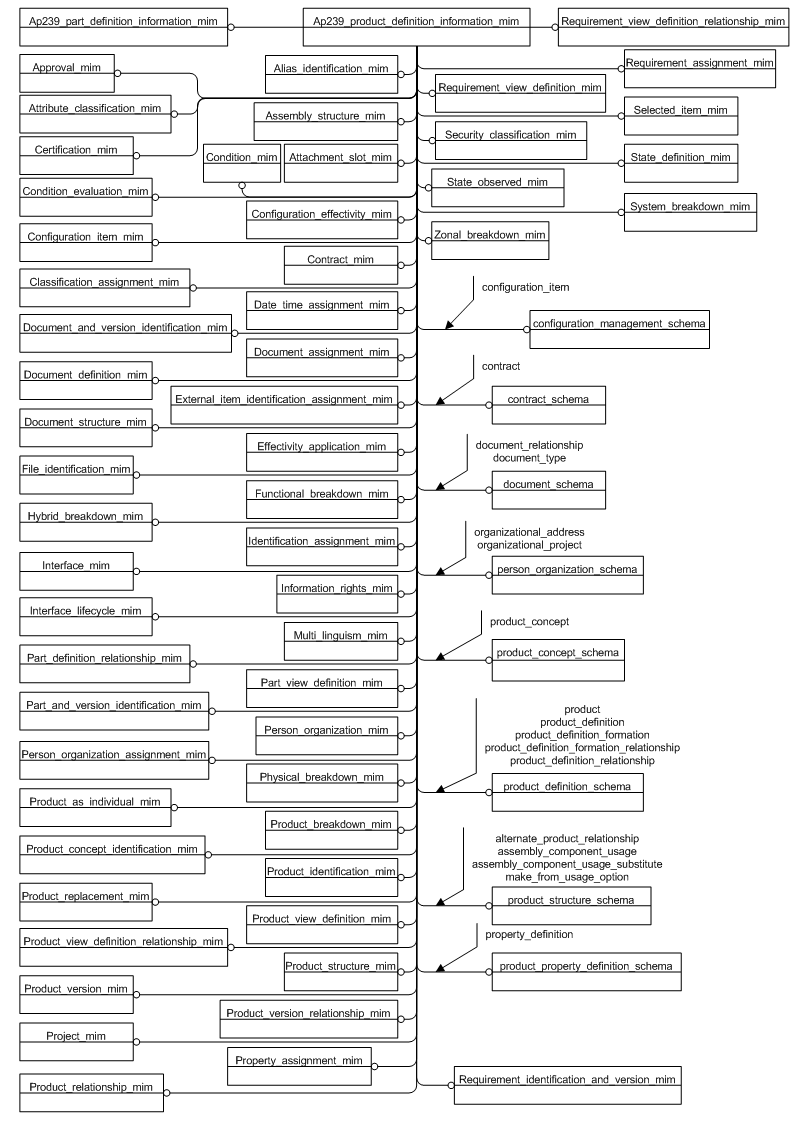 Ap239_part_definition_information_mim
Ap239_product_definition_information_mim
Requirement_view_definition_relationship_mim
Approval_mim
Alias_identification_mim
Requirement_assignment_mim
Requirement_view_definition_mim
Attribute_classification_mim
Assembly_structure_mim
Selected_item_mim
Security_classification_mim
Certification_mim
Condition_mim
Attachment_slot_mim
State_definition_mim
Condition_evaluation_mim
State_observed_mim
Configuration_effectivity_mim
System_breakdown_mim
Configuration_item_mim
Zonal_breakdown_mim
Contract_mim
Classification_assignment_mim
configuration_item
Date_time_assignment_mim
Document_and_version_identification_mim
configuration_management_schema
Document_assignment_mim
Document_definition_mim
contract
External_item_identification_assignment_mim
contract_schema
Document_structure_mim
Effectivity_application_mim
document_relationship
document_type
File_identification_mim
Functional_breakdown_mim
document_schema
Hybrid_breakdown_mim
Identification_assignment_mim
organizational_address
organizational_project
Interface_mim
person_organization_schema
Information_rights_mim
Interface_lifecycle_mim
product_concept
Multi_linguism_mim
Part_definition_relationship_mim
product_concept_schema
Part_view_definition_mim
Part_and_version_identification_mim
product
product_definition
product_definition_formation
product_definition_formation_relationship
product_definition_relationship
Person_organization_mim
Person_organization_assignment_mim
Physical_breakdown_mim
product_definition_schema
Product_as_individual_mim
Product_breakdown_mim
alternate_product_relationship
assembly_component_usage
assembly_component_usage_substitute
make_from_usage_option
Product_concept_identification_mim
Product_identification_mim
Product_replacement_mim
product_structure_schema
Product_view_definition_mim
property_definition
Product_view_definition_relationship_mim
Product_structure_mim
product_property_definition_schema
Product_version_mim
Product_version_relationship_mim
Project_mim
Property_assignment_mim
Product_relationship_mim
Requirement_identification_and_version_mim